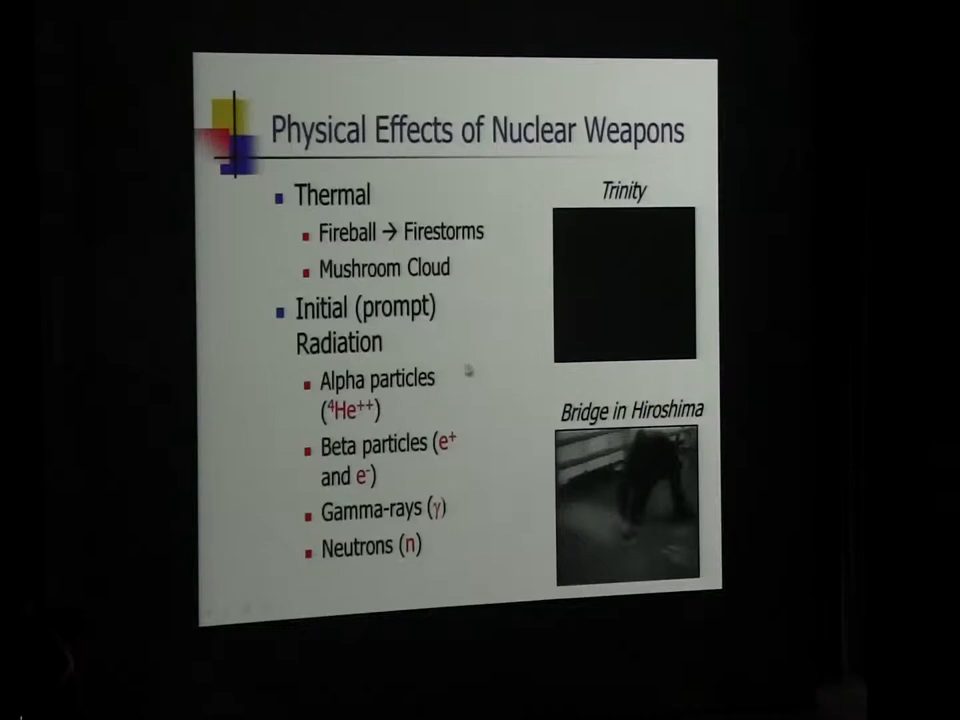 Physical Effects of Nuclear Weapons
Thermal
Fireball → Firestorms
Mushroom Cloud
Initial (prompt)
Radiation
Alpha particles
(⁴He⁺⁺)
Beta particles (e⁺
and e⁻)
Gamma-rays (γ)
Neutrons (n)
Trinity
Bridge in Hiroshima